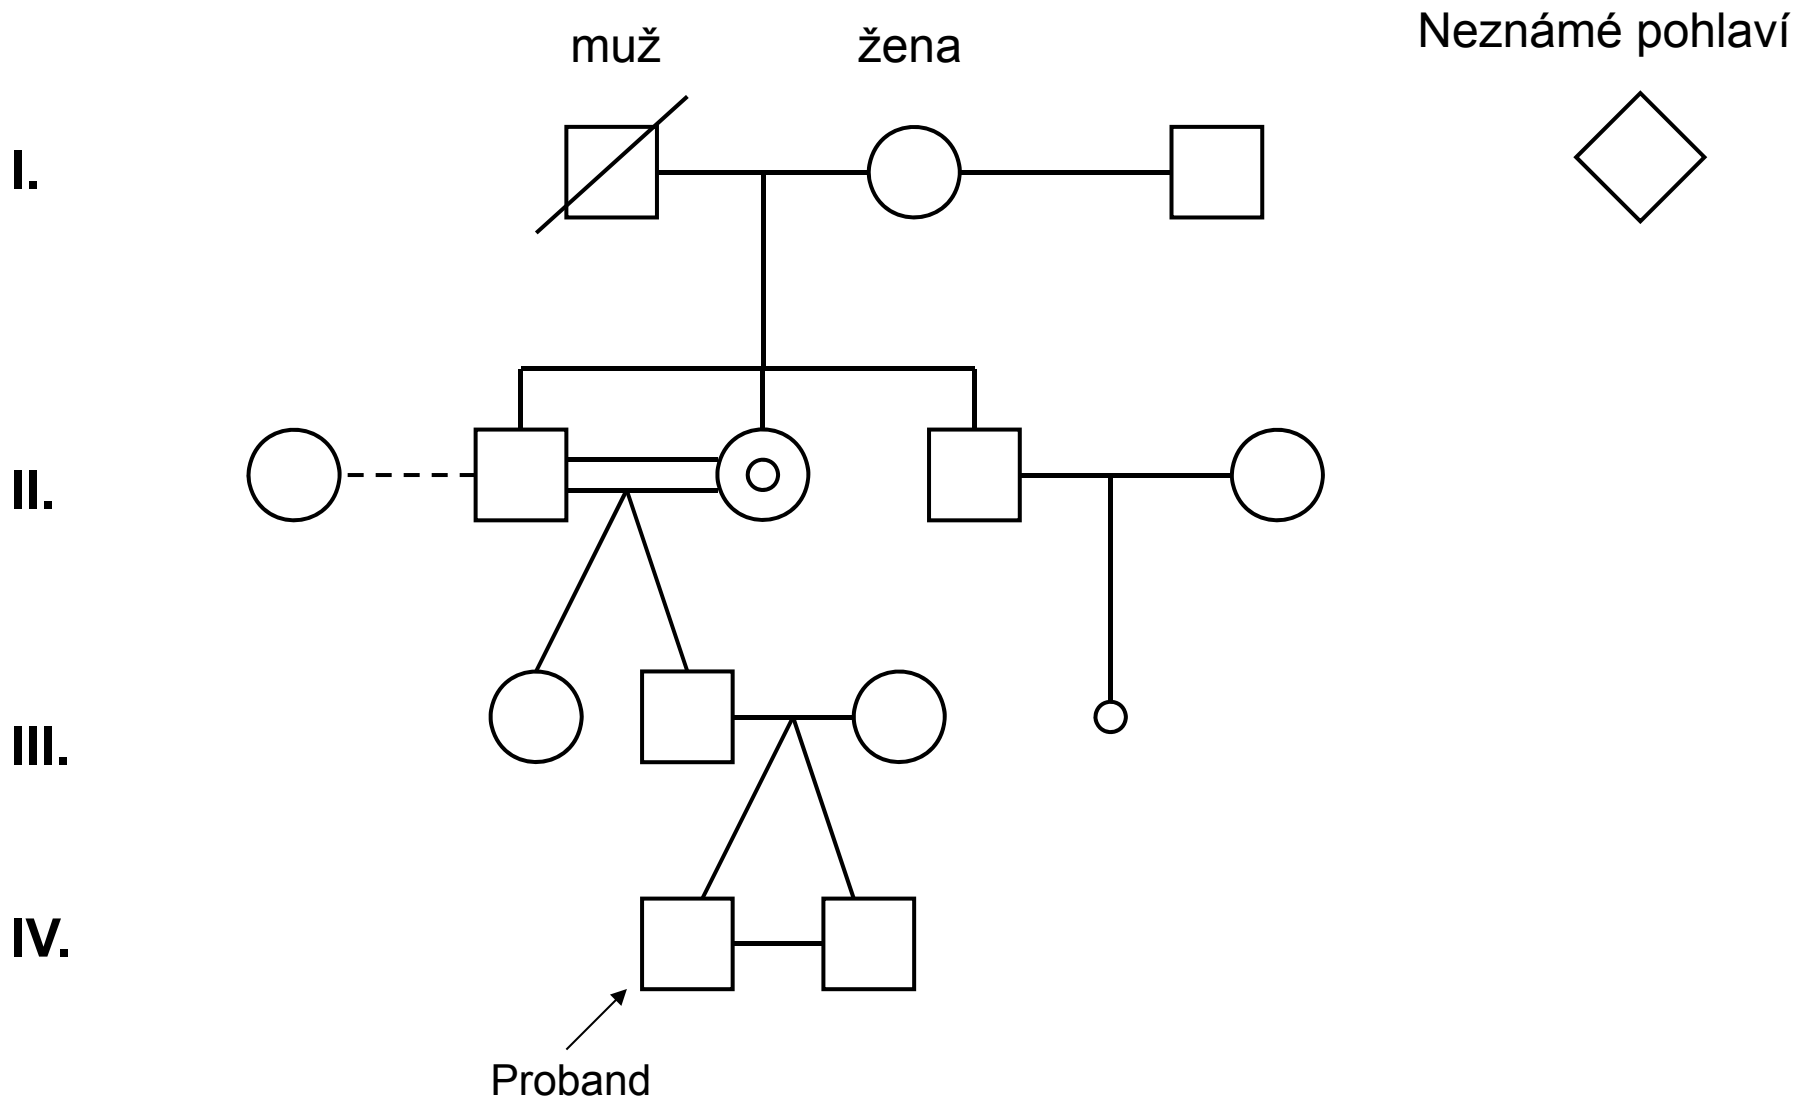 muž
žena
Neznámé pohlaví
I.
II.
III.
IV.
Proband